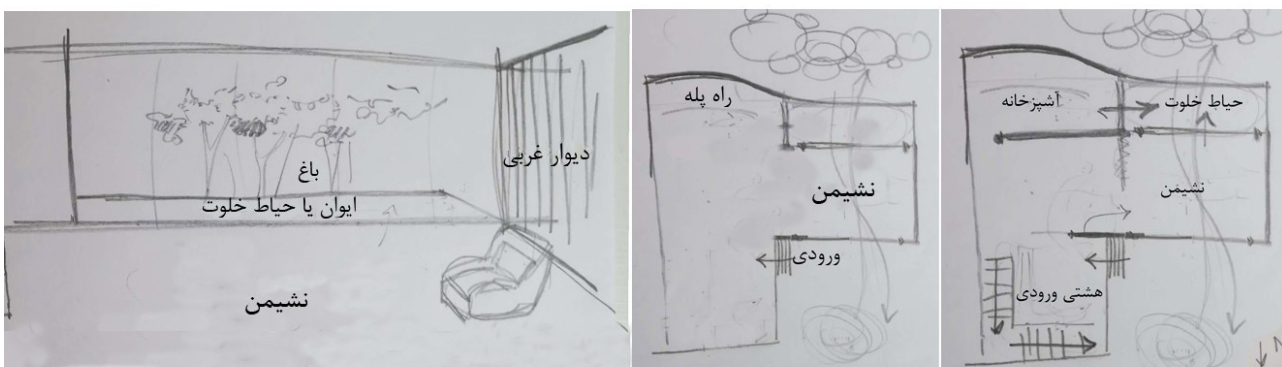 باغ
دیوار غربی
ایوان یا حیاط خلوت
نشیمن
راه پله
نشیمن
ورودی
آشپزخانه
حیاط خلوت
نشیمن
هشتی ورودی